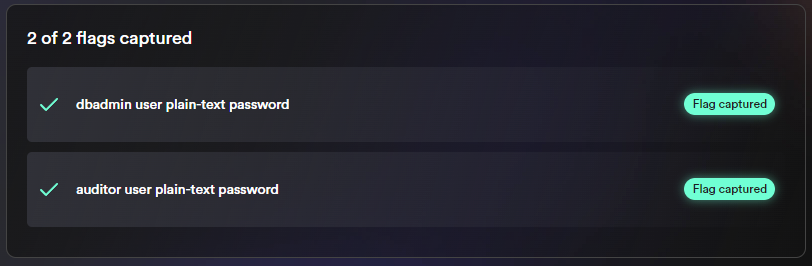 2 of 2 flags captured
dbadmin user plain-text password
Flag captured
auditor user plain-text password
Flag captured